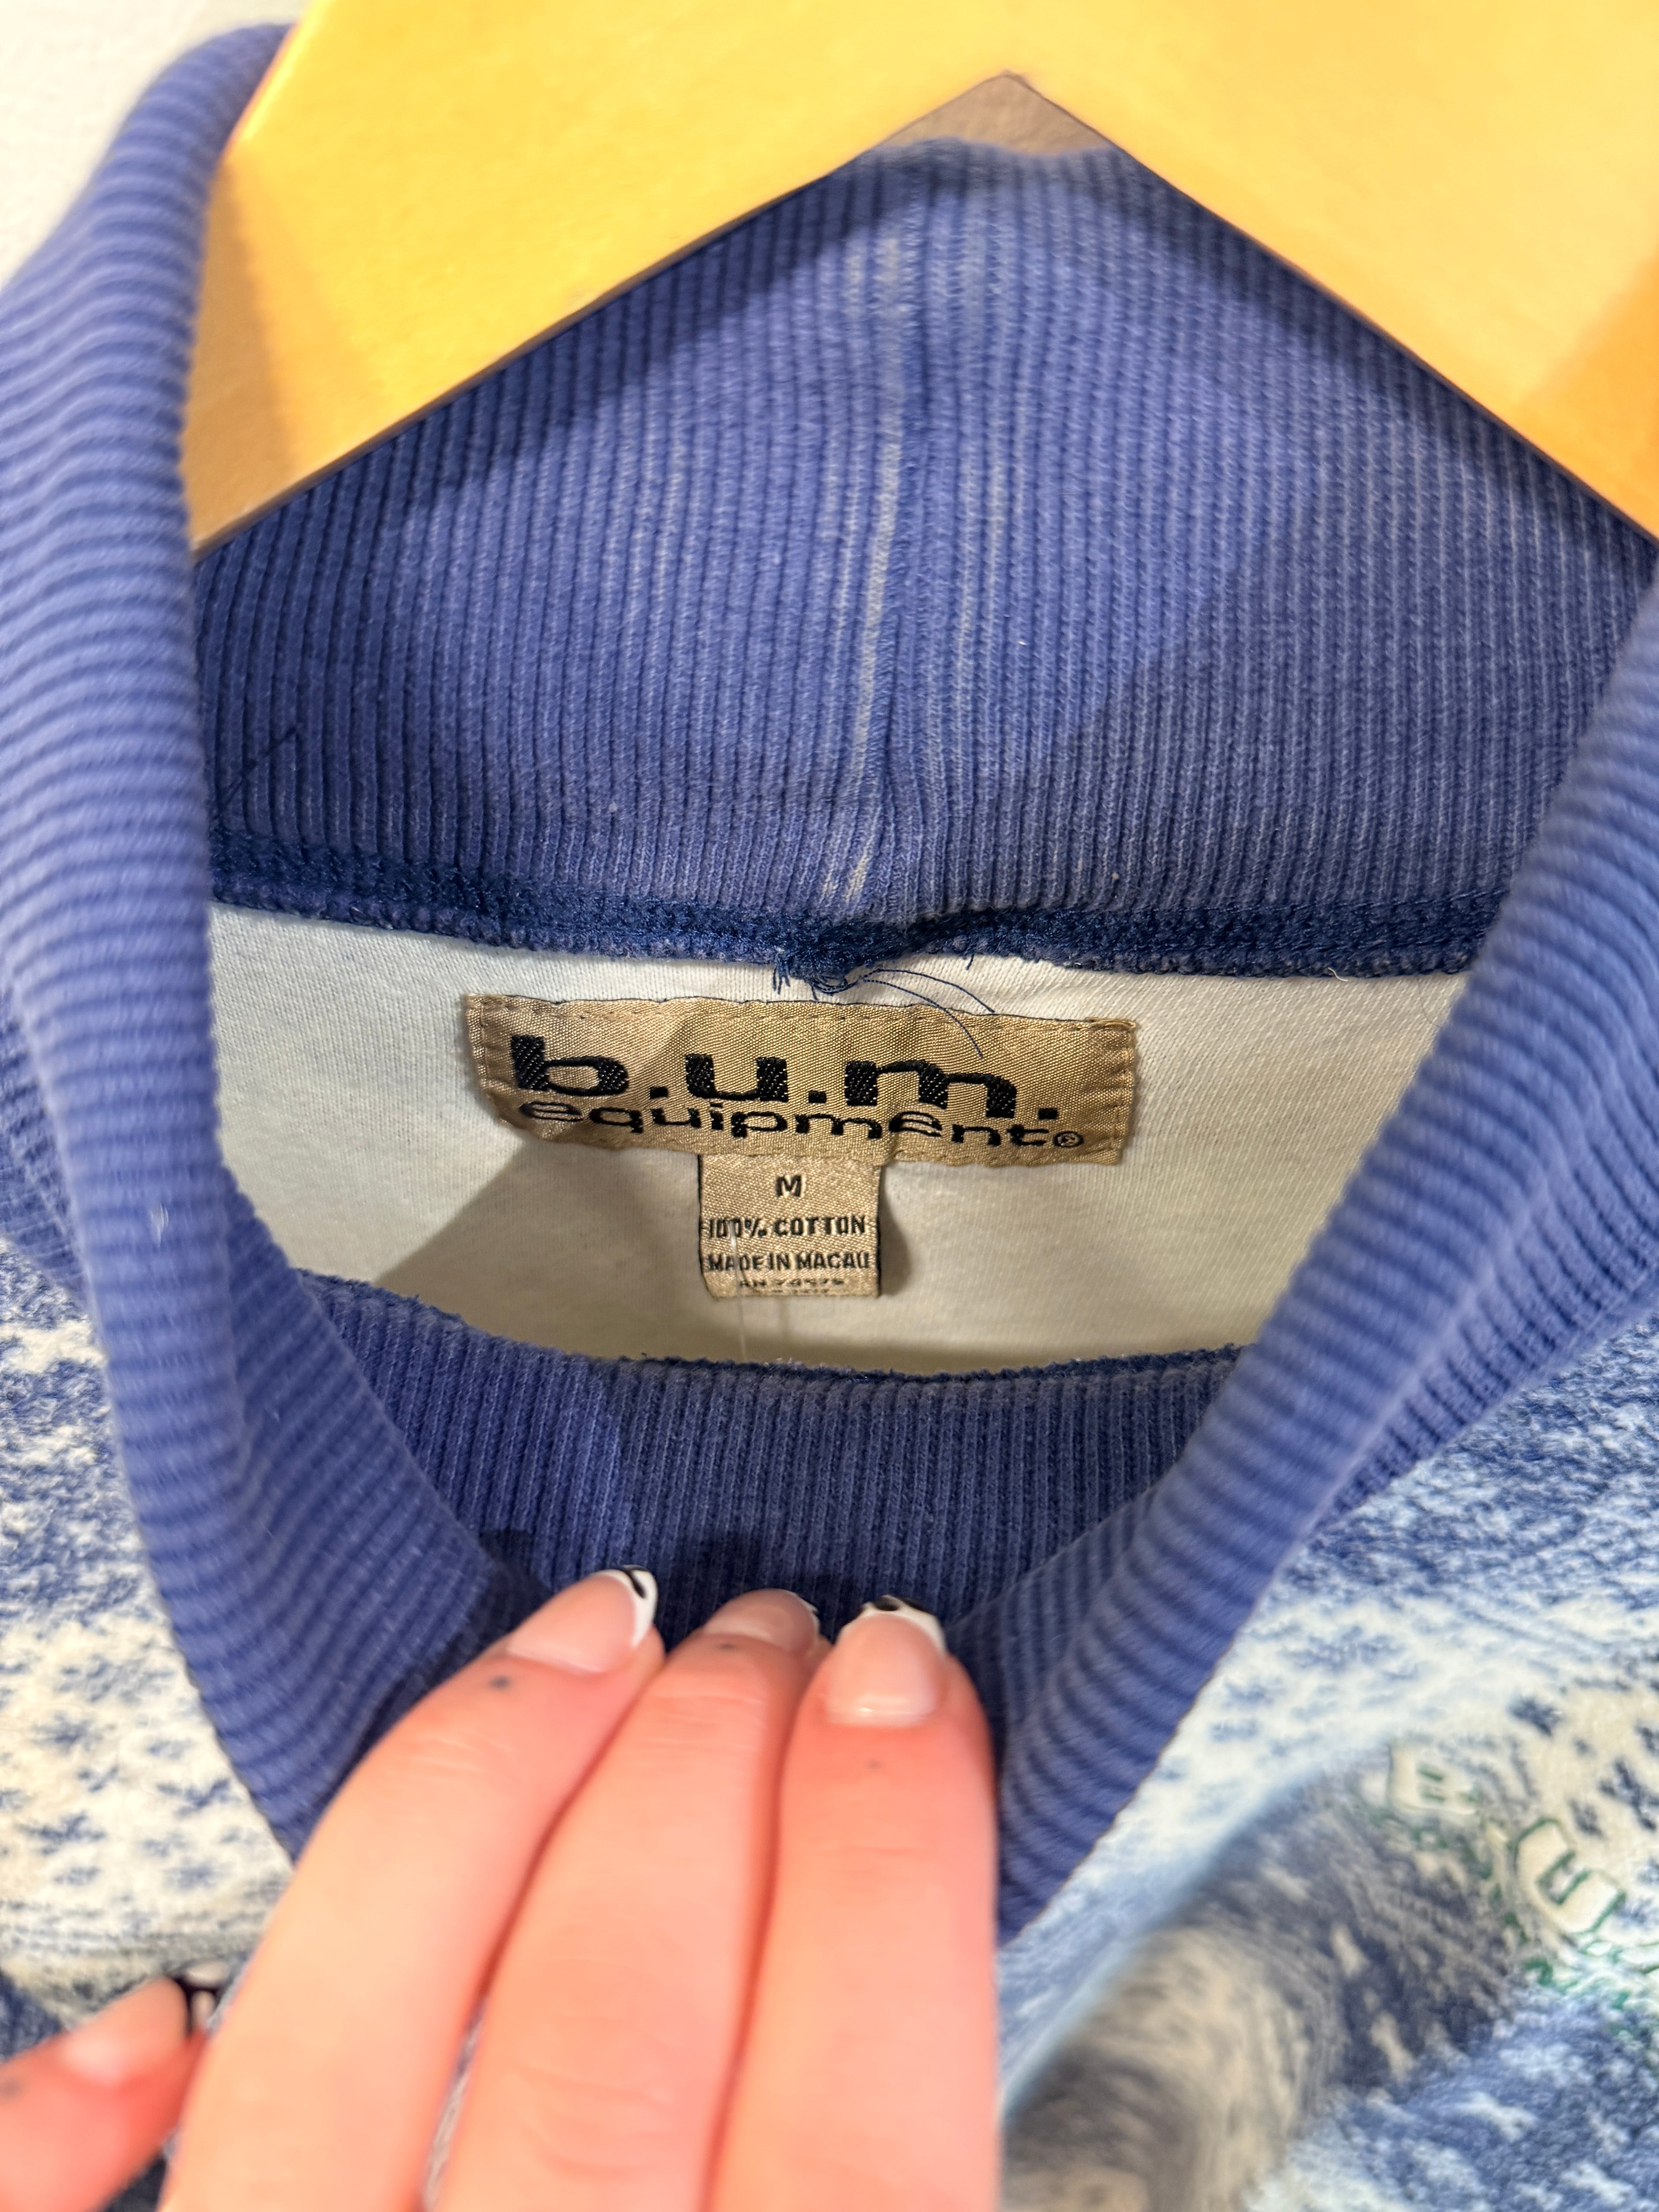 b.u.m.
equipment®
M
100% COTTON
MADE IN MACAU
B